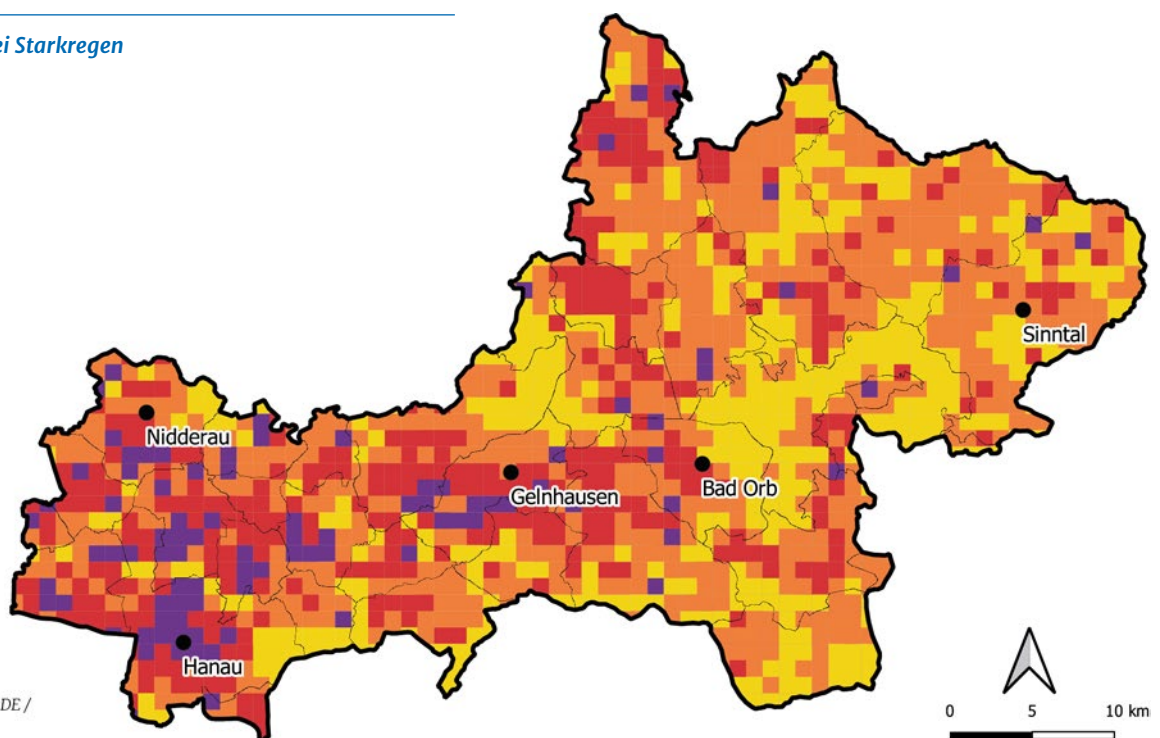 ei Starkregen
Sinntal
Nidderau
Gelnhausen
Bad Orb
Hanau
DE /
0 5 10 km